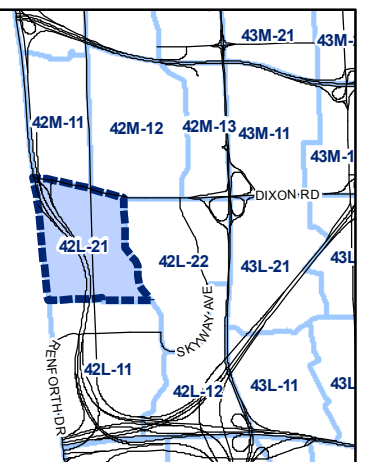 43M-21
43M-
42M-11
42M-12
42M-13
43M-11
43M-1
DIXON RD
42L-21
42L-22
43L-21
43L
SKYWAY AVE
RENFORTH DR
42L-11
42L-12
43L-11
43L